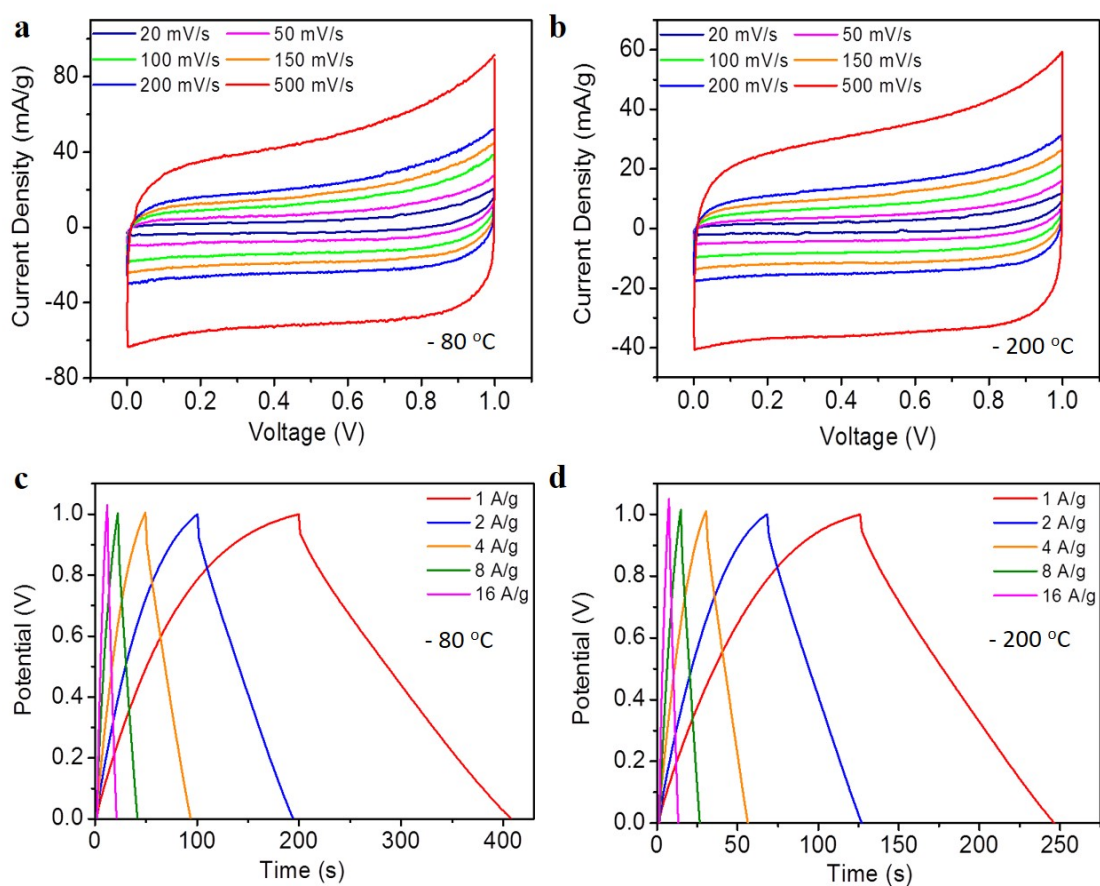 a
20 mV/s 50 mV/s
100 mV/s 150 mV/s
200 mV/s 500 mV/s
Current Density (mA/g)
80
40
0
-40
-80
- 80 °C
0.0 0.2 0.4 0.6 0.8 1.0
Voltage (V)
b
20 mV/s 50 mV/s
100 mV/s 150 mV/s
200 mV/s 500 mV/s
Current Density (mA/g)
60
40
20
0
-20
-40
- 200 °C
0.0 0.2 0.4 0.6 0.8 1.0
Voltage (V)
c
1 A/g
2 A/g
4 A/g
8 A/g
16 A/g
Potential (V)
1.0
0.8
0.6
0.4
0.2
0.0
- 80 °C
0 100 200 300 400
Time (s)
d
1 A/g
2 A/g
4 A/g
8 A/g
16 A/g
Potential (V)
1.0
0.8
0.6
0.4
0.2
0.0
- 200 °C
0 50 100 150 200 250
Time (s)